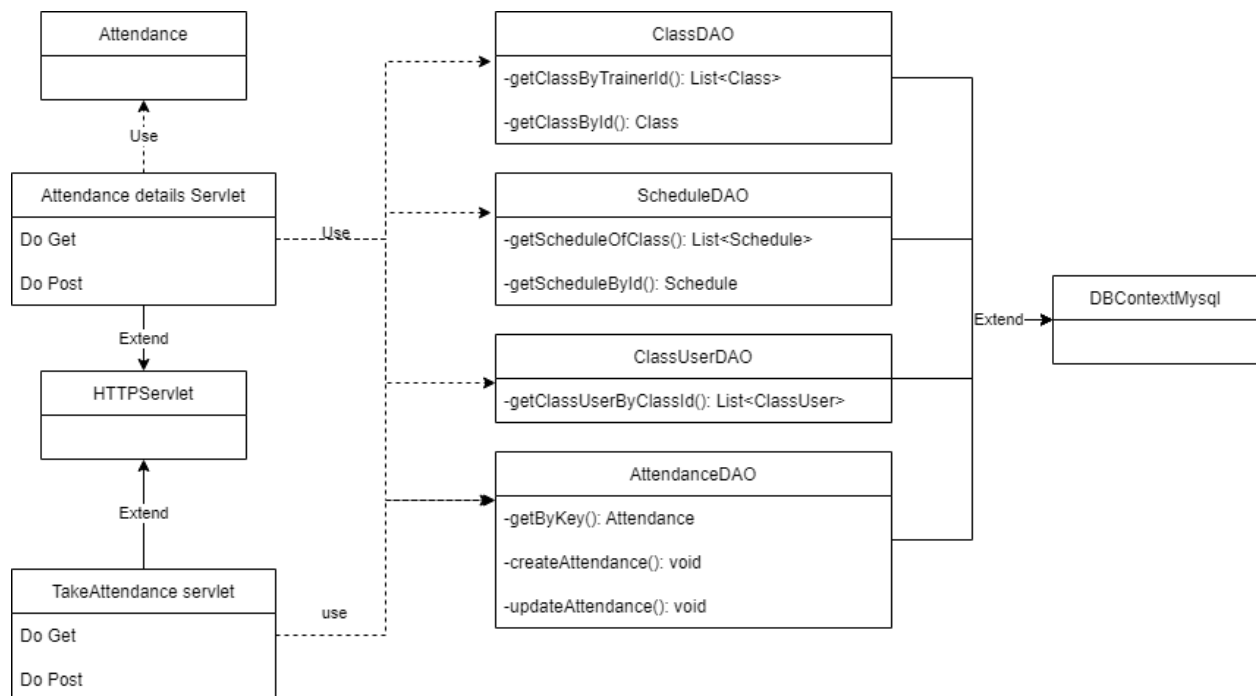 Attendance
Use
Attendance details Servlet
Do Get
Do Post
Extend
HTTPServlet
Extend
TakeAttendance servlet
Do Get
Do Post
Use
use
ClassDAO
-getClassByTrainerId(): List<Class>
-getClassById(): Class
ScheduleDAO
-getScheduleOfClass(): List<Schedule>
-getScheduleById(): Schedule
ClassUserDAO
-getClassUserByClassId(): List<ClassUser>
AttendanceDAO
-getByKey(): Attendance
-createAttendance(): void
-updateAttendance(): void
Extend
DBContextMysql